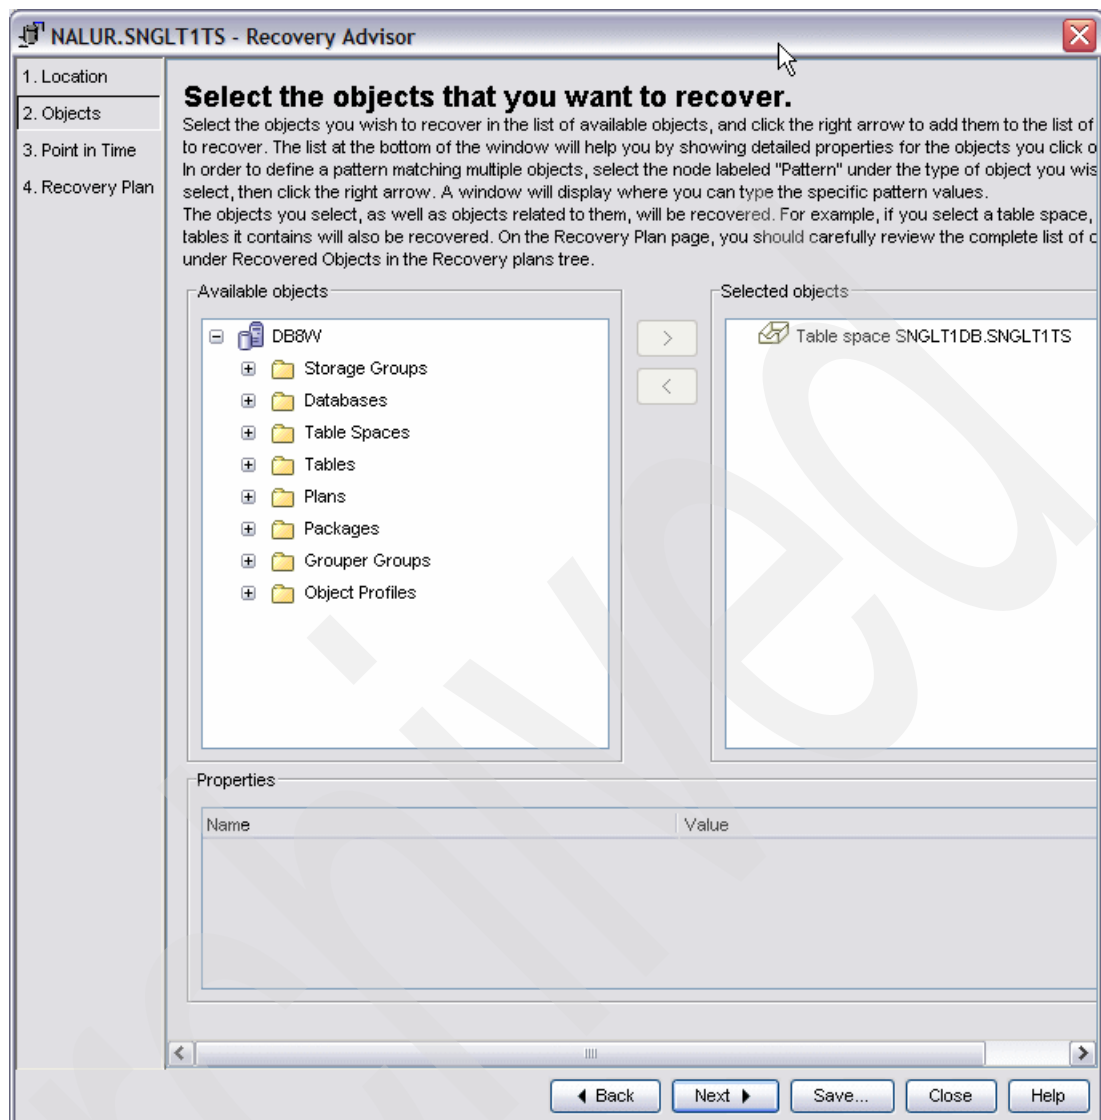 NALUR.SNGLT1TS - Recovery Advisor
1. Location
2. Objects
3. Point in Time
4. Recovery Plan
Select the objects that you want to recover.
Select the objects you wish to recover in the list of available objects, and click the right arrow to add them to the list of
to recover. The list at the bottom of the window will help you by showing detailed properties for the objects you click o
In order to define a pattern matching multiple objects, select the node labeled "Pattern" under the type of object you wis
select, then click the right arrow. A window will display where you can type the specific pattern values.
The objects you select, as well as objects related to them, will be recovered. For example, if you select a table space,
tables it contains will also be recovered. On the Recovery Plan page, you should carefully review the complete list of
under Recovered Objects in the Recovery plans tree.
Available objects
DB8W
Storage Groups
Databases
Table Spaces
Tables
Plans
Packages
Grouper Groups
Object Profiles
>
<
Selected objects
Table space SNGLT1DB.SNGLT1TS
Properties
Name Value
Back Next Save... Close Help